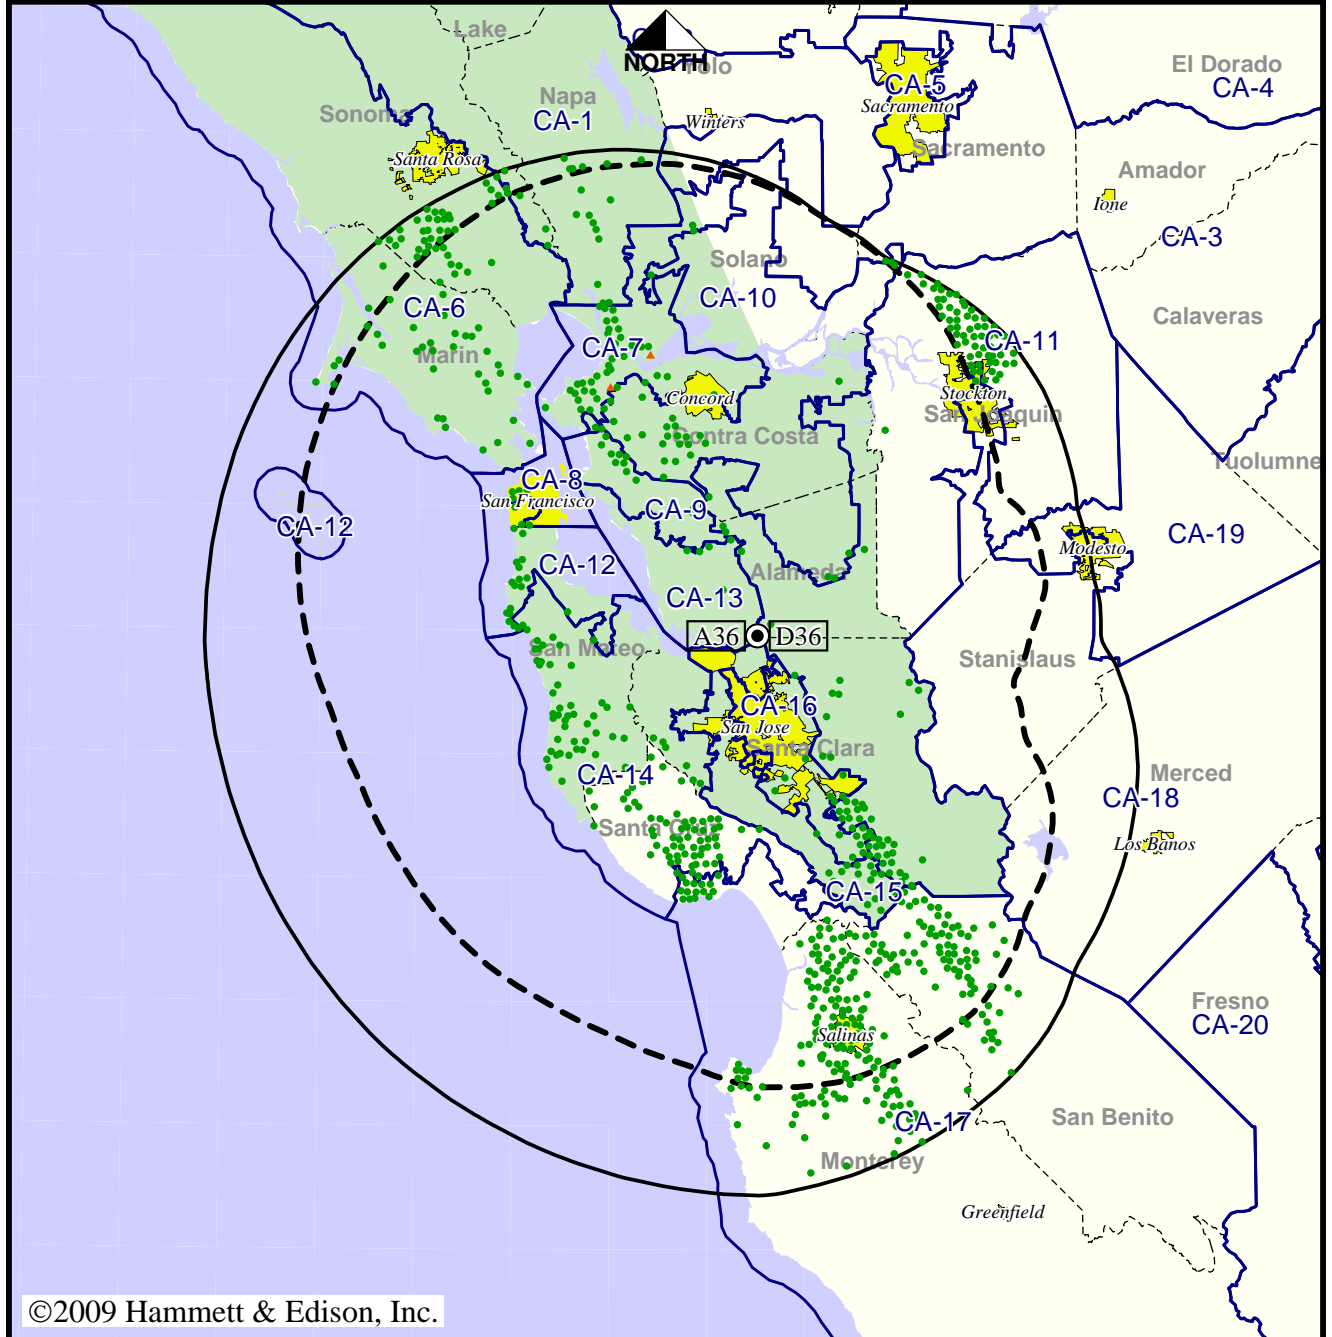 Lake
NORTH
Yolo
El Dorado
CA-4
CA-5
Sacramento
Napa
CA-1
Sonoma
Winters
Sacramento
Santa Rosa
Amador
Ione
CA-3
Solano
CA-10
CA-6
Marin
CA-7
Calaveras
CA-11
Concord
Stockton
San Joaquin
Contra Costa
Tuolumne
CA-8
San Francisco
CA-9
CA-12
CA-19
Modesto
CA-12
Alameda
CA-13
A36
D36
San Mateo
Stanislaus
CA-16
San Jose
Santa Clara
CA-14
Merced
CA-18
Santa Cruz
Los Banos
CA-15
Fresno
CA-20
Salinas
CA-17
San Benito
Monterey
Greenfield
©2009 Hammett & Edison, Inc.